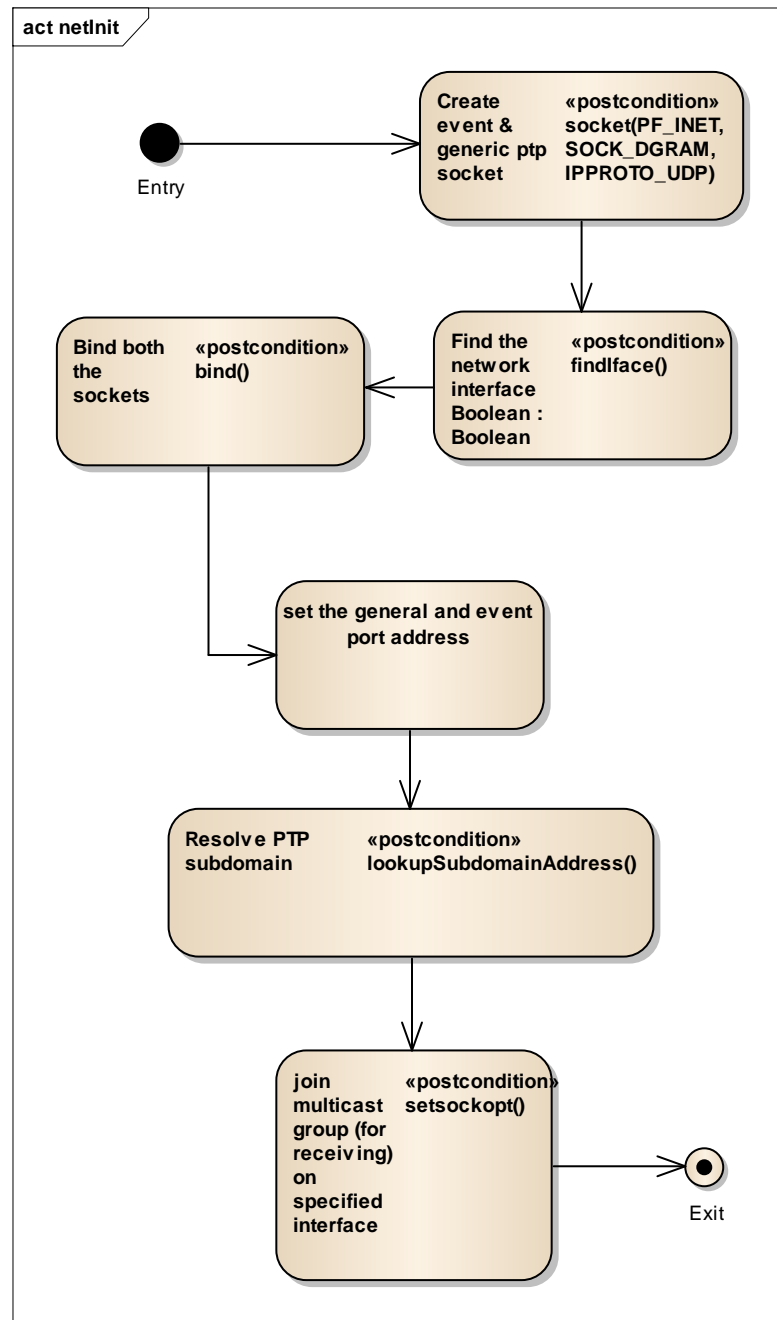 act netInit
Entry
Create
event &
generic ptp
socket
«postcondition»
socket(PF_INET,
SOCK_DGRAM,
IPPROTO_UDP)
Find the
network
interface
Boolean :
Boolean
«postcondition»
findIface()
Bind both
the
sockets
«postcondition»
bind()
set the general and event
port address
Resolve PTP
subdomain
«postcondition»
lookupSubdomainAddress()
join
multicast
group (for
receiving)
on
specified
interface
«postcondition»
setsockopt()
Exit